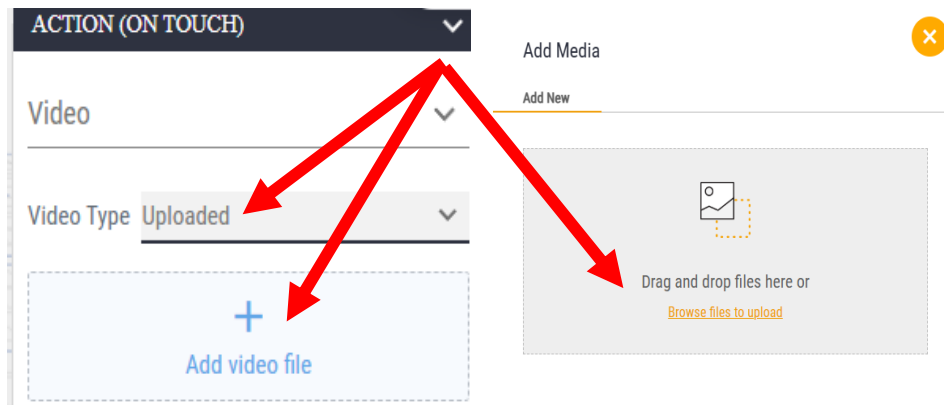 ACTION (ON TOUCH)
Video
Video Type Uploaded
Add video file
Add Media
Add New
Drag and drop files here or
Browse files to upload